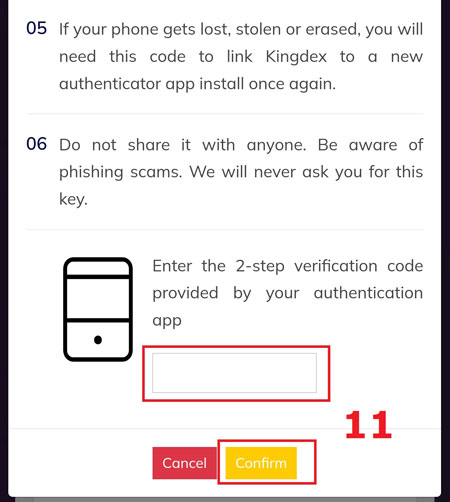 05 If your phone gets lost, stolen or erased, you will
need this code to link Kingdex to a new
authenticator app install once again.
06 Do not share it with anyone. Be aware of
phishing scams. We will never ask you for this
key.
Enter the 2-step verification code
provided by your authentication
app
11
Cancel Confirm